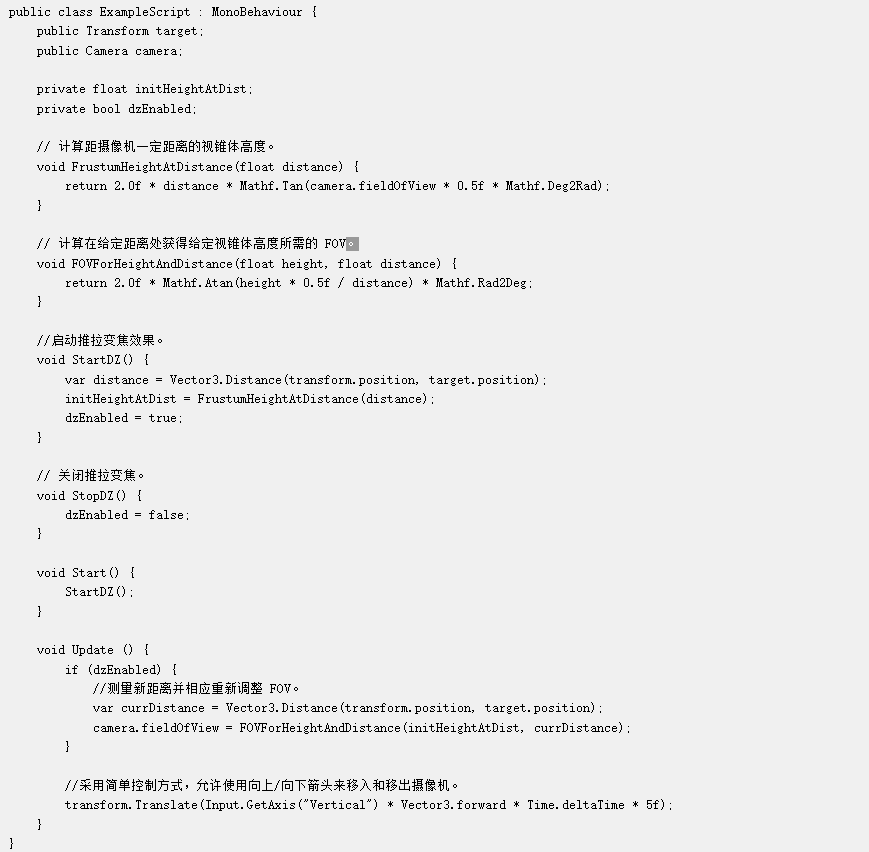 public class ExampleScript : MonoBehaviour {
    public Transform target;
    public Camera camera;

    private float initHeightAtDist;
    private bool dzEnabled;

    // 计算距摄像机一定距离的视锥体高度。
    void FrustumHeightAtDistance(float distance) {
        return 2.0f * distance * Mathf.Tan(camera.fieldOfView * 0.5f * Mathf.Deg2Rad);
    }

    // 计算在给定距离处获得给定视锥体高度所需的 FOV。
    void FOVForHeightAndDistance(float height, float distance) {
        return 2.0f * Mathf.Atan(height * 0.5f / distance) * Mathf.Rad2Deg;
    }

    //启动推拉变焦效果。
    void StartDZ() {
        var distance = Vector3.Distance(transform.position, target.position);
        initHeightAtDist = FrustumHeightAtDistance(distance);
        dzEnabled = true;
    }

    // 关闭推拉变焦。
    void StopDZ() {
        dzEnabled = false;
    }

    void Start() {
        StartDZ();
    }

    void Update () {
        if (dzEnabled) {
            //测量新距离并相应重新调整 FOV。
            var currDistance = Vector3.Distance(transform.position, target.position);
            camera.fieldOfView = FOVForHeightAndDistance(initHeightAtDist, currDistance);
        }

        //采用简单控制方式，允许使用向上/向下箭头来移入和移出摄像机。
        transform.Translate(Input.GetAxis("Vertical") * Vector3.forward * Time.deltaTime * 5f);
    }
}